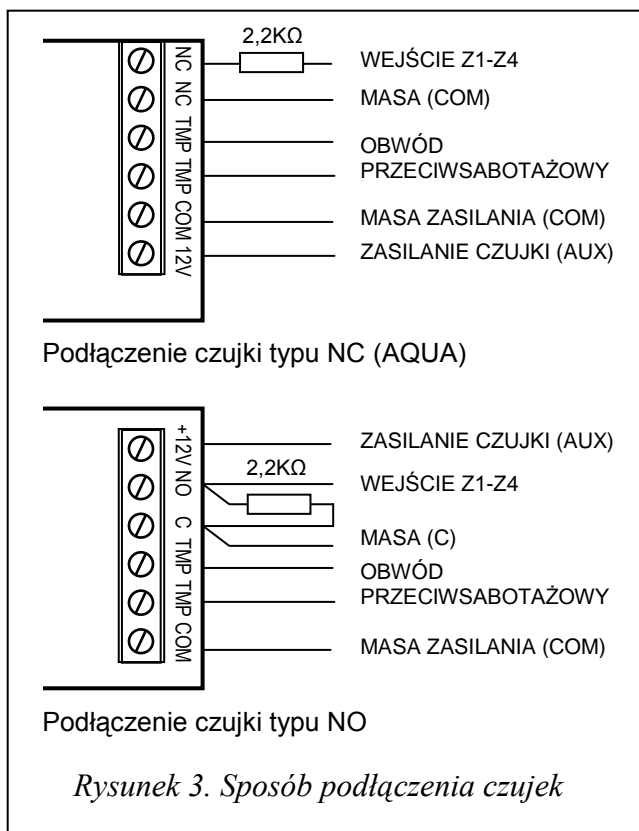 2,2KΩ
NC
WEJŚCIE Z1-Z4
NC
MASA (COM)
TMP
OBWÓD
TMP
PRZECIWSABOTAŻOWY
COM
MASA ZASILANIA (COM)
12V
ZASILANIE CZUJKI (AUX)
Podłączenie czujki typu NC (AQUA)
+12V
ZASILANIE CZUJKI (AUX)
2,2KΩ
NO
WEJŚCIE Z1-Z4
C
MASA (C)
TMP
OBWÓD
TMP
PRZECIWSABOTAŻOWY
COM
MASA ZASILANIA (COM)
Podłączenie czujki typu NO
Rysunek 3. Sposób podłączenia czujek